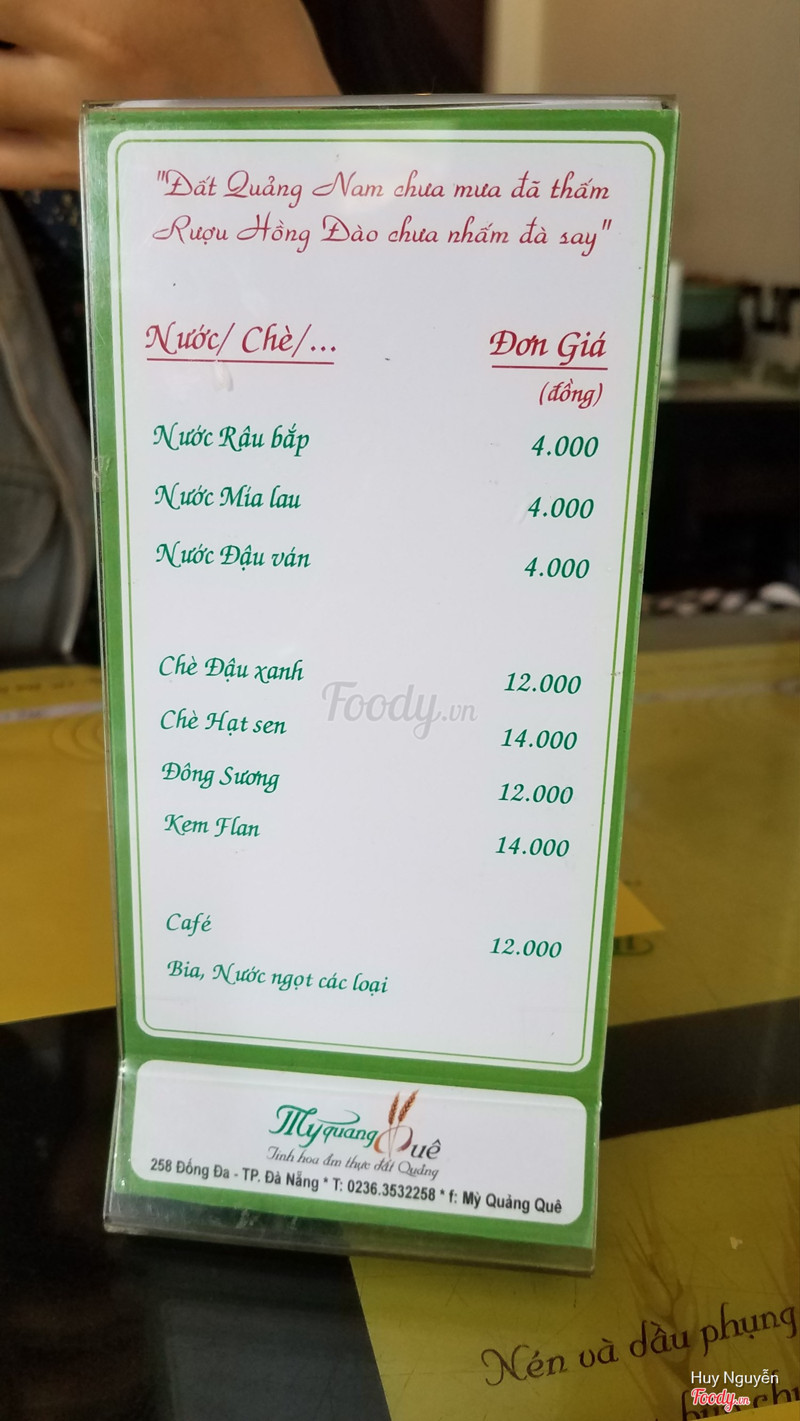 "Đất Quảng Nam chưa mưa đã thấm
Rượu Hồng Đào chưa nhấm đà say"
Nước/ Chè/... Đơn Giá
(đồng)
Nước Râu bắp 4.000
Nước Mía lau 4.000
Nước Đậu ván 4.000
Chè Đậu xanh 12.000
Foody.vn
Chè Hạt sen 14.000
Đông Sương 12.000
Kem Flan 14.000
Café 12.000
Bia, Nước ngọt các loại
Mỳ quảng Quê
Tinh hoa ẩm thực đất Quảng
258 Đống Đa - TP. Đà Nẵng * T: 0236.3532258 * f: Mỳ Quảng Quê
Nén và dầu phụng
Huy Nguyễn
Foody.vn